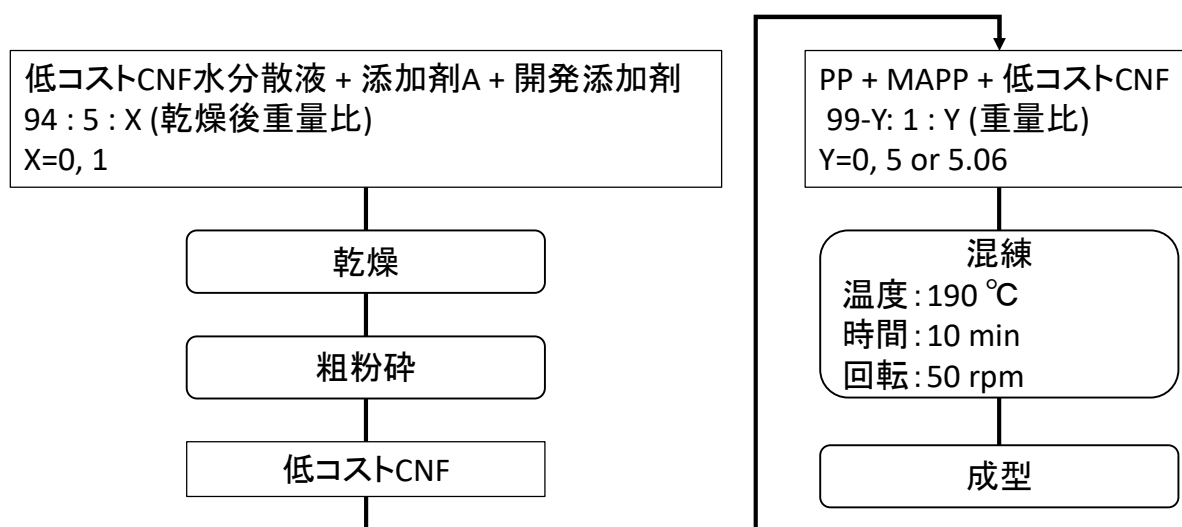 低コストCNF水分散液 + 添加剤A + 開発添加剤
94 : 5 : X (乾燥後重量比)
X=0, 1
乾燥
粗粉砕
低コストCNF
PP + MAPP + 低コストCNF
99-Y: 1 : Y (重量比)
Y=0, 5 or 5.06
混練
温度：190 ℃
時間：10 min
回転：50 rpm
成型